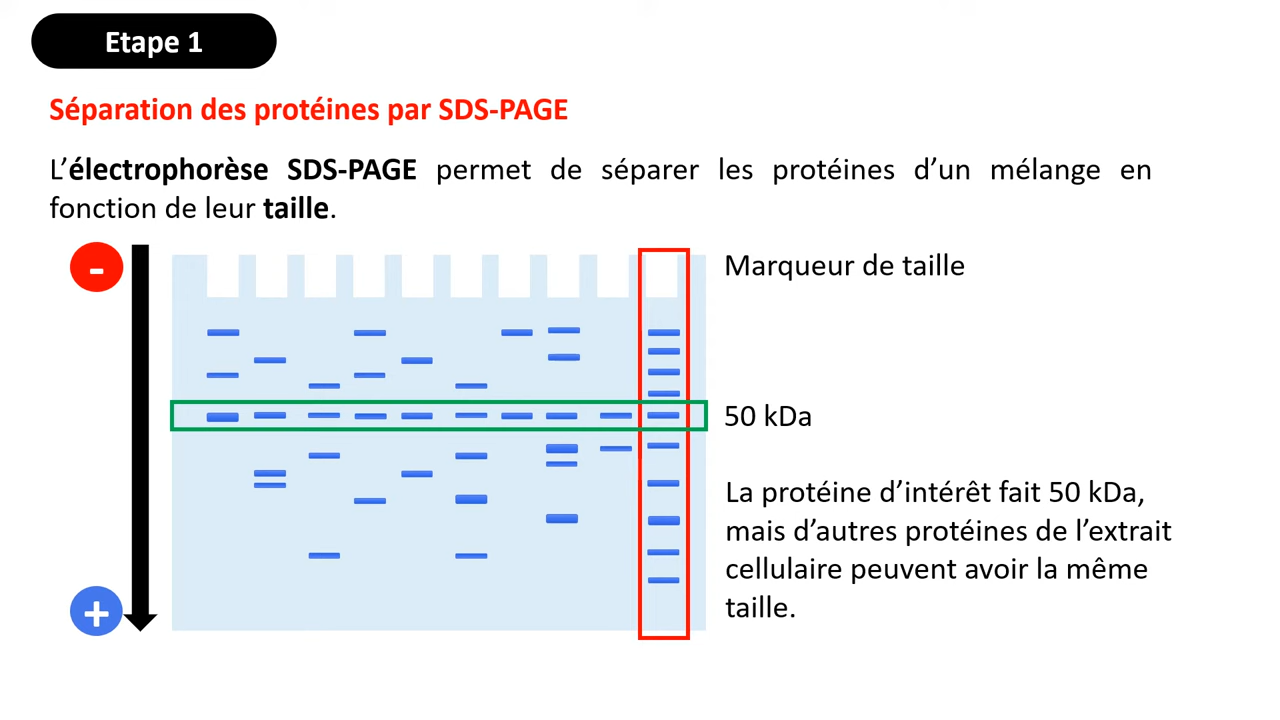 Etape 1
Séparation des protéines par SDS-PAGE
L’électrophorèse SDS-PAGE permet de séparer les protéines d’un mélange en
fonction de leur taille.
-
Marqueur de taille
50 kDa
La protéine d’intérêt fait 50 kDa,
mais d’autres protéines de l’extrait
cellulaire peuvent avoir la même
taille.
+